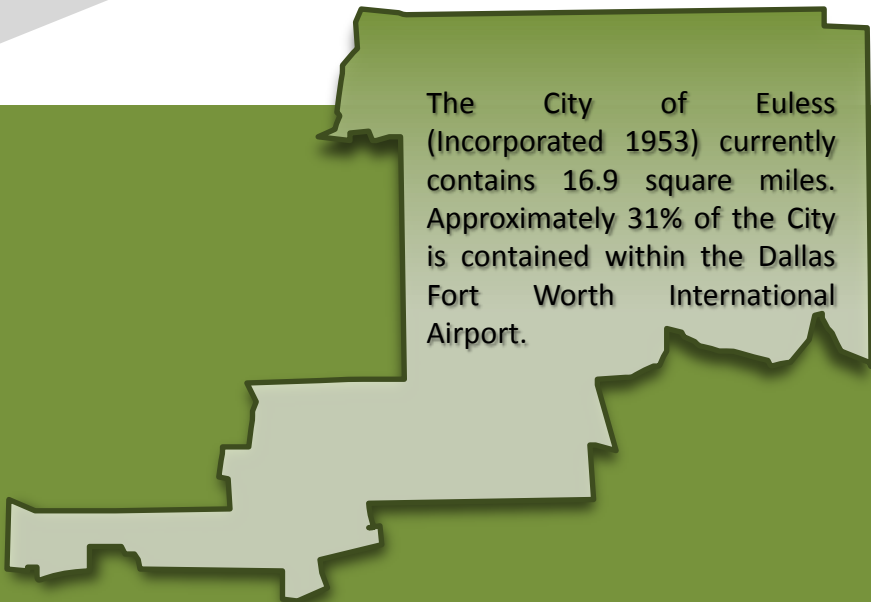 The City of Euless
(Incorporated 1953) currently
contains 16.9 square miles.
Approximately 31% of the City
is contained within the Dallas
Fort Worth International
Airport.